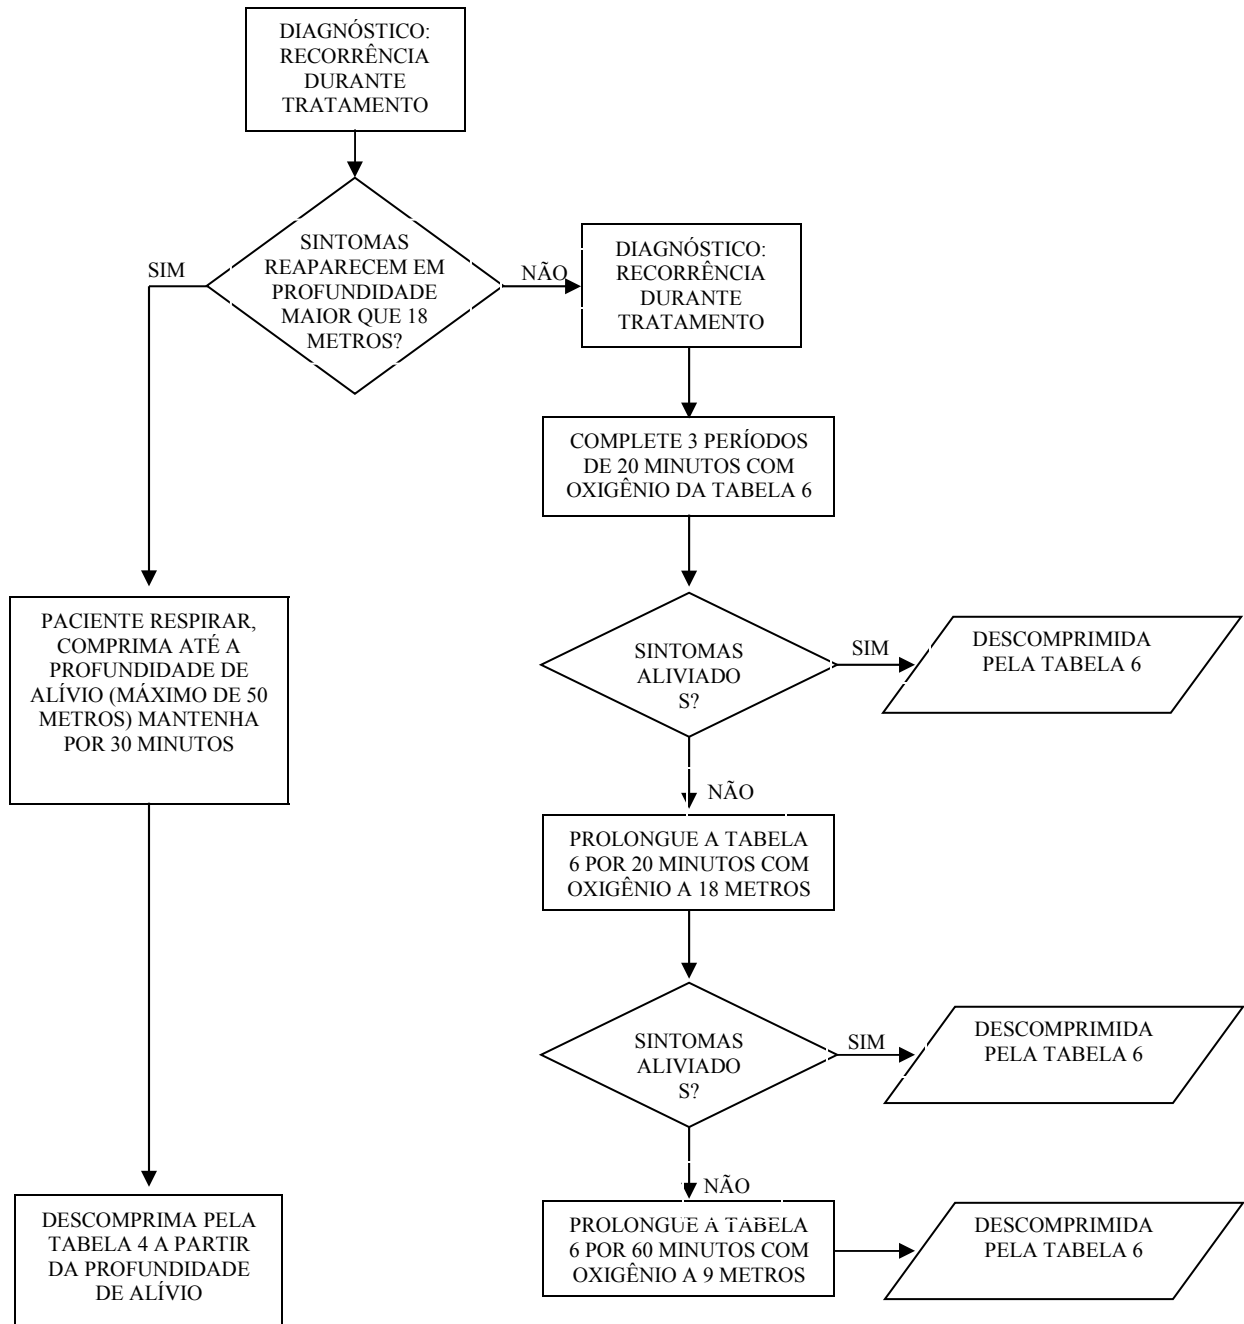 DIAGNÓSTICO:
RECORRÊNCIA
DURANTE
TRATAMENTO
SINTOMAS
REAPARECEM EM
PROFUNDIDADE
MAIOR QUE 18
METROS?
SIM
NÃO
DIAGNÓSTICO:
RECORRÊNCIA
DURANTE
TRATAMENTO
COMPLETE 3 PERÍODOS
DE 20 MINUTOS COM
OXIGÊNIO DA TABELA 6
PACIENTE RESPIRAR,
COMPRIMA ATÉ A
PROFUNDIDADE DE
ALÍVIO (MÁXIMO DE 50
METROS) MANTENHA
POR 30 MINUTOS
SINTOMAS
ALIVIADO
S?
SIM
DESCOMPRIMIDA
PELA TABELA 6
NÃO
PROLONGUE A TABELA
6 POR 20 MINUTOS COM
OXIGÊNIO A 18 METROS
SINTOMAS
ALIVIADO
S?
SIM
DESCOMPRIMIDA
PELA TABELA 6
NÃO
DESCOMPRIMA PELA
TABELA 4 A PARTIR
DA PROFUNDIDADE
DE ALÍVIO
PROLONGUE A TABELA
6 POR 60 MINUTOS COM
OXIGÊNIO A 9 METROS
DESCOMPRIMIDA
PELA TABELA 6